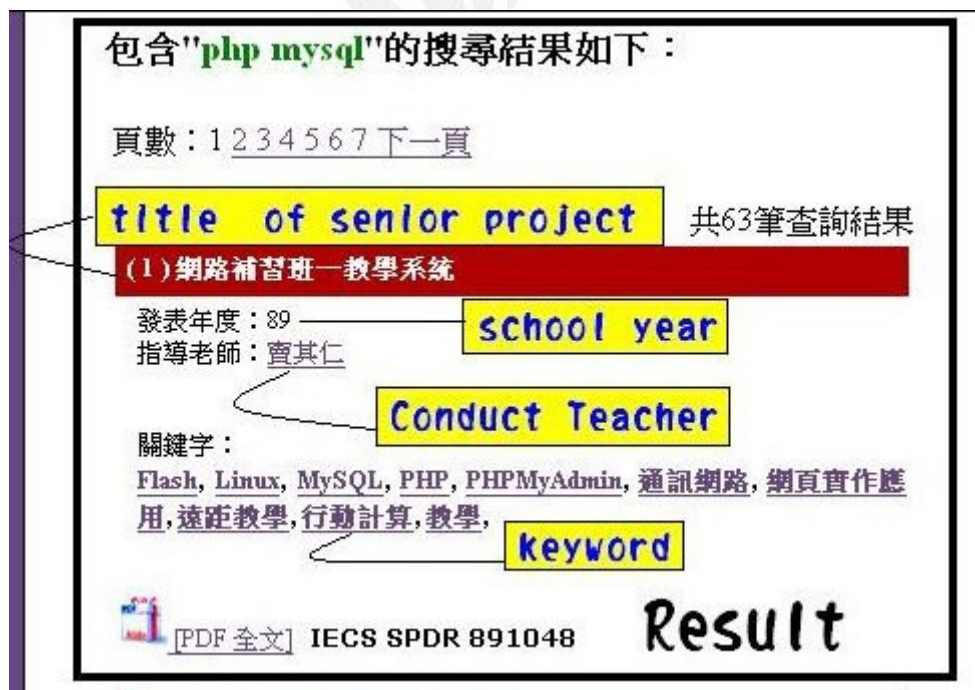 包含"php mysql"的搜尋結果如下：
頁數：1 2 3 4 5 6 7 下一頁
title of senior project
共63筆查詢結果
(1)網路補習班—教學系統
發表年度：89
school year
指導老師：竇其仁
Conduct Teacher
關鍵字：
Flash, Linux, MySQL, PHP, PHPMyAdmin, 通訊網路, 網頁實作應
用, 遠距教學, 行動計算, 教學,
keyword
[PDF 全文] IECS SPDR 891048
Result